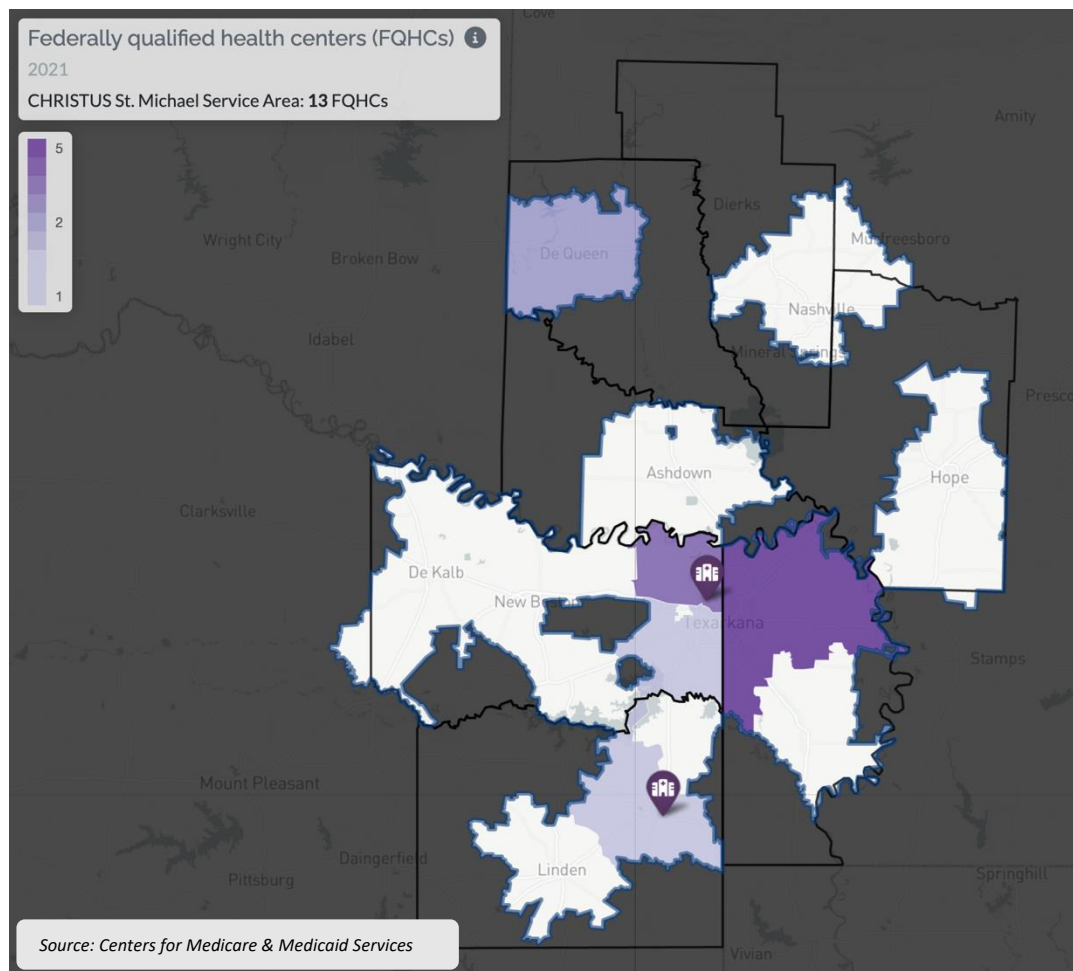 Cove
Federally qualified health centers (FQHCs) i
2021
CHRISTUS St. Michael Service Area: 13 FQHCs
5
2
1
Amity
Dierks
Wright City
Broken Bow
De Queen
Murfreesboro
Nashville
Idabel
Mineral Springs
Presco
Ashdown
Hope
Clarksville
De Kalb
New Boston
Texarkana
Stamps
Mount Pleasant
Daingerfield
Pittsburg
Linden
Springhill
Source: Centers for Medicare & Medicaid Services
Vivian